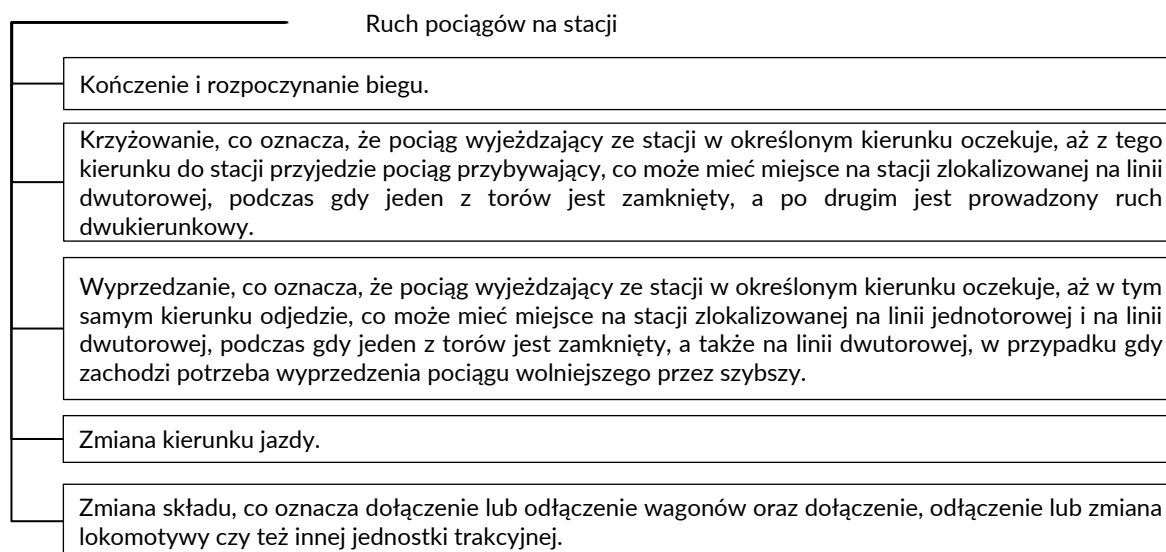 Ruch pociągów na stacji
Kończenie i rozpoczynanie biegu.
Krzyżowanie, co oznacza, że pociąg wyjeżdzający ze stacji w określonym kierunku oczekuje, aż z tego
kierunku do stacji przyjedzie pociąg przybywający, co może mieć miejsce na stacji zlokalizowanej na linii
dwutorowej, podczas gdy jeden z torów jest zamknięty, a po drugim jest prowadzony ruch
dwukierunkowy.
Wyprzedzanie, co oznacza, że pociąg wyjeżdzający ze stacji w określonym kierunku oczekuje, aż w tym
samym kierunku odjedzie, co może mieć miejsce na stacji zlokalizowanej na linii jednotorowej i na linii
dwutorowej, podczas gdy jeden z torów jest zamknięty, a także na linii dwutorowej, w przypadku gdy
zachodzi potrzeba wyprzedzenia pociągu wolniejszego przez szybszy.
Zmiana kierunku jazdy.
Zmiana składu, co oznacza dołączenie lub odłączenie wagonów oraz dołączenie, odłączenie lub zmiana
lokomotywy czy też innej jednostki trakcyjnej.